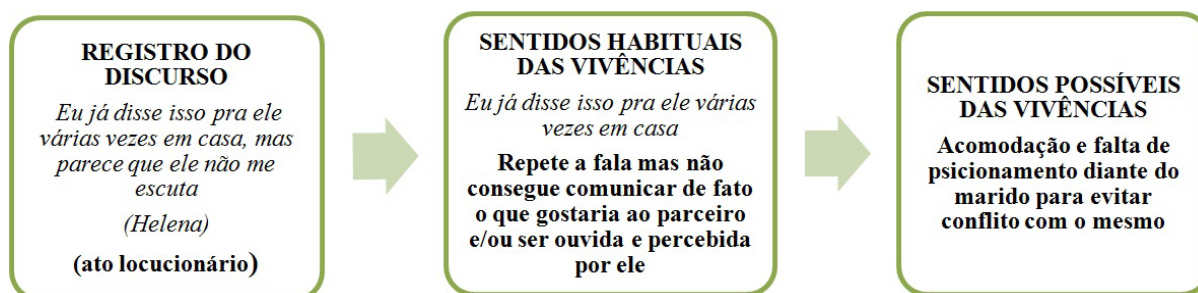 REGISTRO DO
DISCURSO
Eu já disse isso pra ele
várias vezes em casa, mas
parece que ele não me
escuta
(Helena)
(ato locucionário)
SENTIDOS HABITUAIS
DAS VIVÊNCIAS
Eu já disse isso pra ele várias
vezes em casa
Repete a fala mas não
consegue comunicar de fato
o que gostaria ao parceiro
e/ou ser ouvida e percebida
por ele
SENTIDOS POSSÍVEIS
DAS VIVÊNCIAS
Acomodação e falta de
psicionamento diante do
marido para evitar
conflito com o mesmo